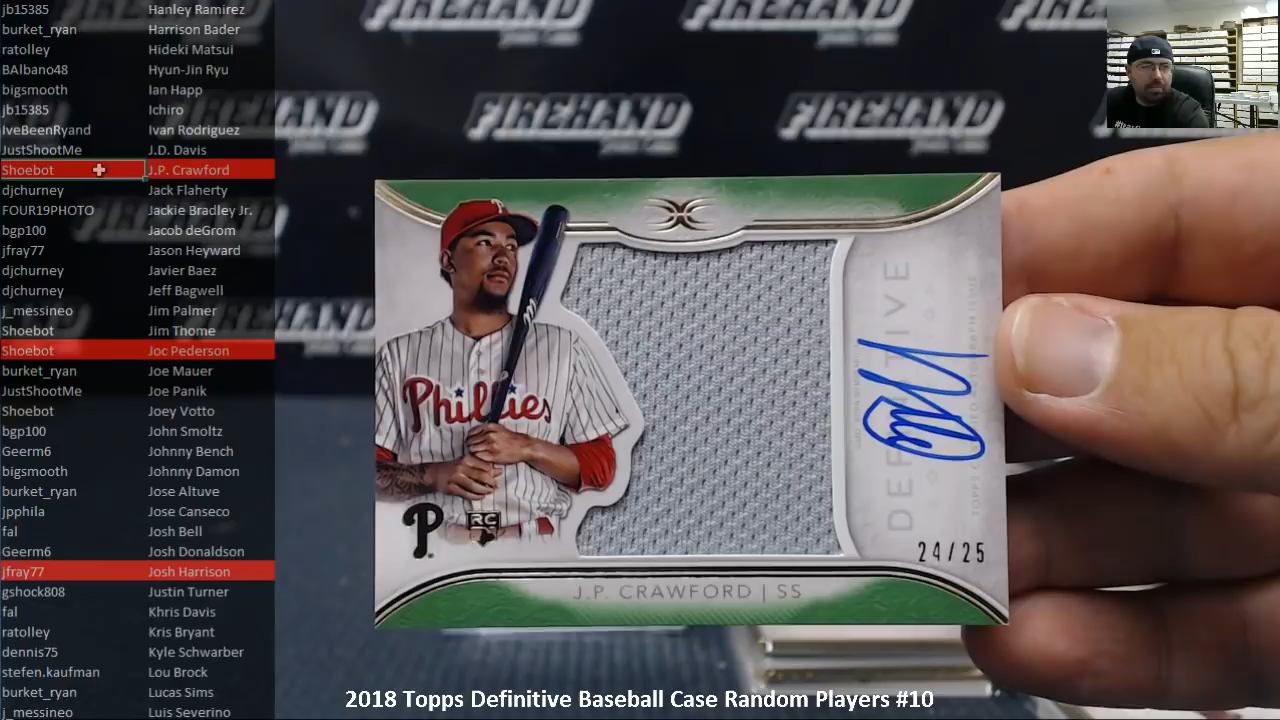 jb15385 Hanley Ramirez
burket_ryan Harrison Bader
ratolley Hideki Matsui
BAlbano48 Hyun-Jin Ryu
bigsmooth Ian Happ
jb15385 Ichiro
IveBeenRyand Ivan Rodriguez
JustShootMe J.D. Davis
Shoebot J.P. Crawford
djchurney Jack Flaherty
FOUR19PHOTO Jackie Bradley Jr.
bgp100 Jacob deGrom
jfray77 Jason Heyward
djchurney Javier Baez
djchurney Jeff Bagwell
j_messineo Jim Palmer
Shoebot Jim Thome
Shoebot Joc Pederson
burket_ryan Joe Mauer
JustShootMe Joe Panik
Shoebot Joey Votto
bgp100 John Smoltz
Geerm6 Johnny Bench
bigsmooth Johnny Damon
burket_ryan Jose Altuve
jpphila Jose Canseco
fal Josh Bell
Geerm6 Josh Donaldson
jfray77 Josh Harrison
gshock808 Justin Turner
fal Khris Davis
ratolley Kris Bryant
dennis75 Kyle Schwarber
stefen.kaufman Lou Brock
burket_ryan Lucas Sims
j_messineo Luis Severino
FIREHAND
FIREHAND
FIREHAND
Phillies
P
RC
DEFINITIVE
24/25
J.P. CRAWFORD | SS
2018 Topps Definitive Baseball Case Random Players #10